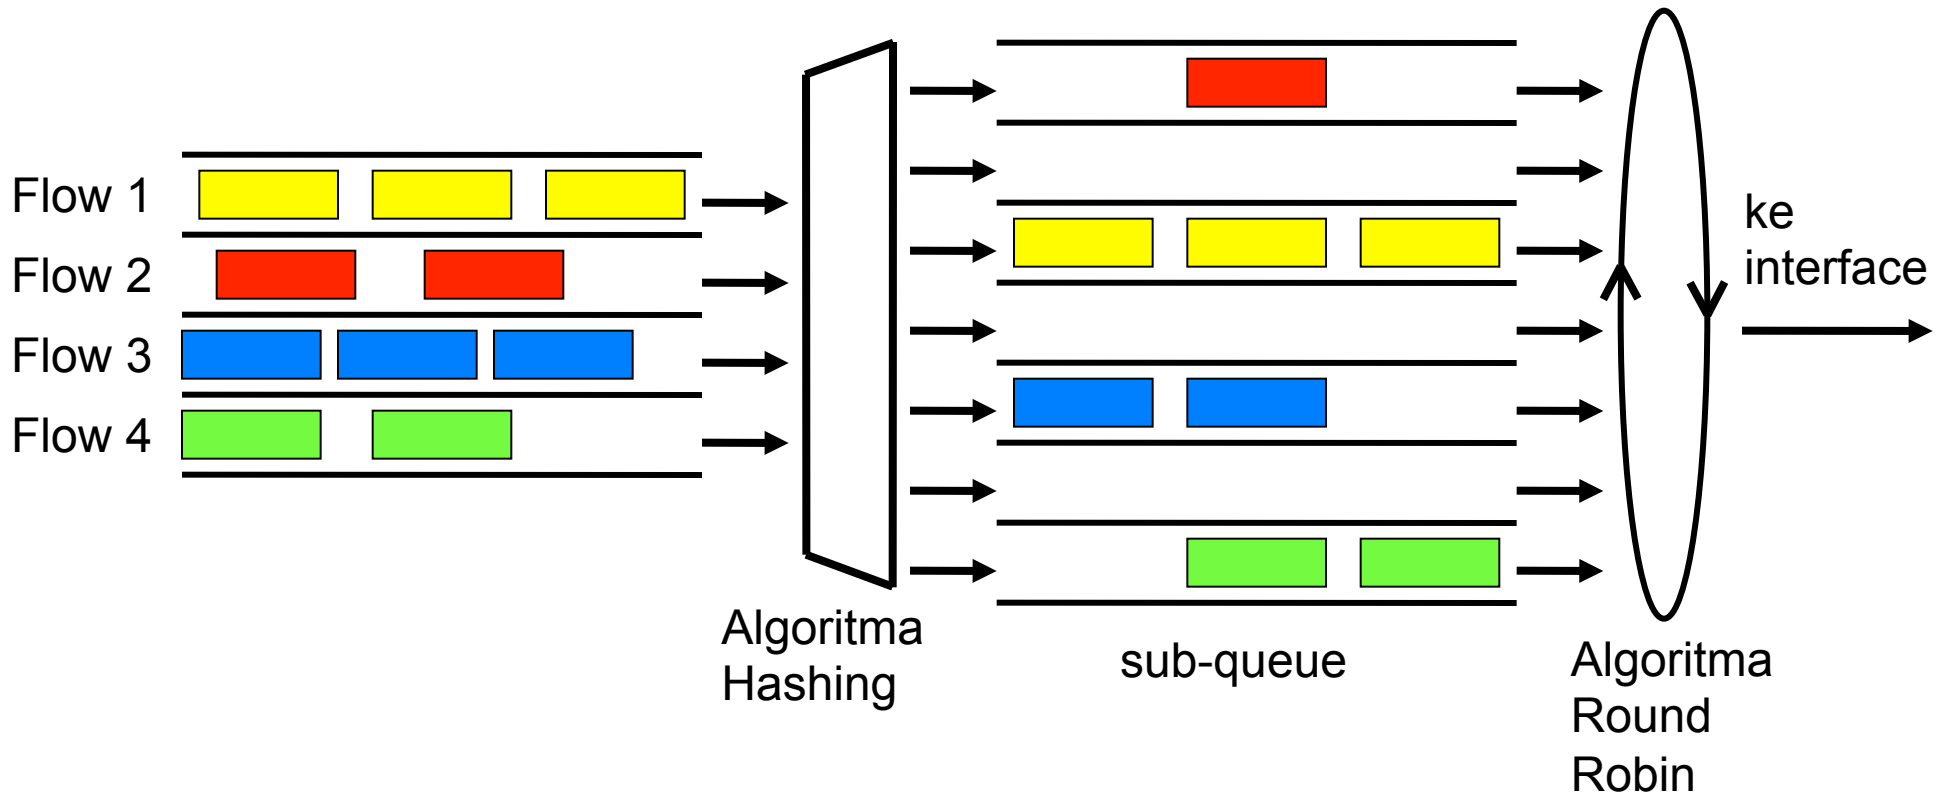 Flow 1
Flow 2
Flow 3
Flow 4
Algoritma
Hashing
sub-queue
Algoritma
Round
Robin
ke
interface